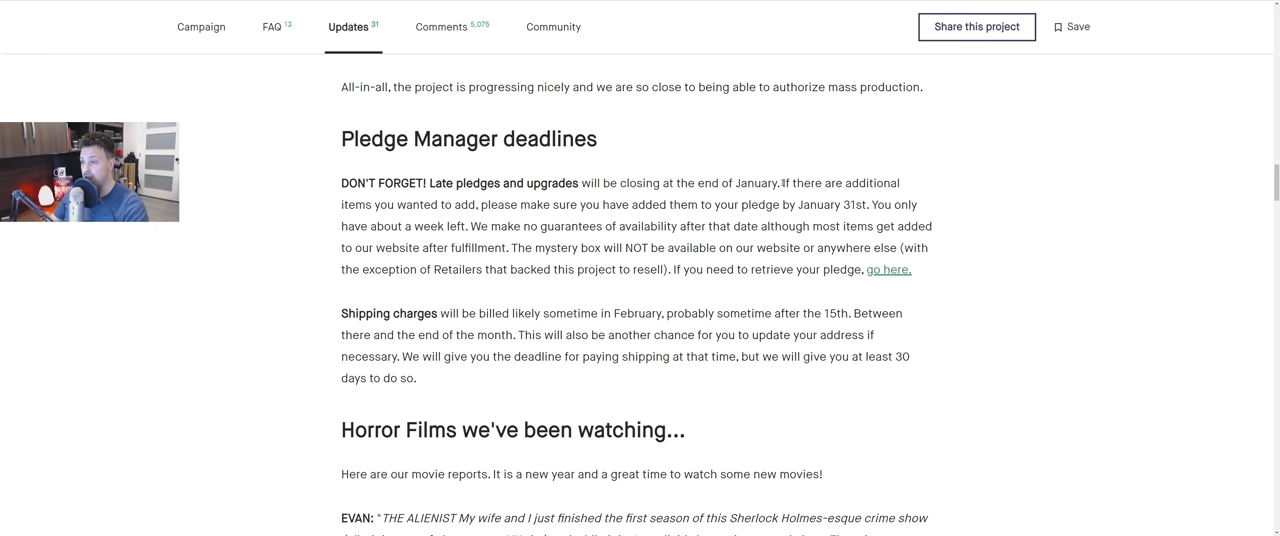 Campaign FAQ 13 Updates 31 Comments 5,075 Community Share this project Save
All-in-all, the project is progressing nicely and we are so close to being able to authorize mass production.
Pledge Manager deadlines
DON'T FORGET! Late pledges and upgrades will be closing at the end of January. If there are additional
items you wanted to add, please make sure you have added them to your pledge by January 31st. You only
have about a week left. We make no guarantees of availability after that date although most items get added
to our website after fulfillment. The mystery box will NOT be available on our website or anywhere else (with
the exception of Retailers that backed this project to resell). If you need to retrieve your pledge, go here.
Shipping charges will be billed likely sometime in February, probably sometime after the 15th. Between
there and the end of the month. This will also be another chance for you to update your address if
necessary. We will give you the deadline for paying shipping at that time, but we will give you at least 30
days to do so.
Horror Films we've been watching...
Here are our movie reports. It is a new year and a great time to watch some new movies!
EVAN: "THE ALIENIST My wife and I just finished the first season of this Sherlock Holmes-esque crime show